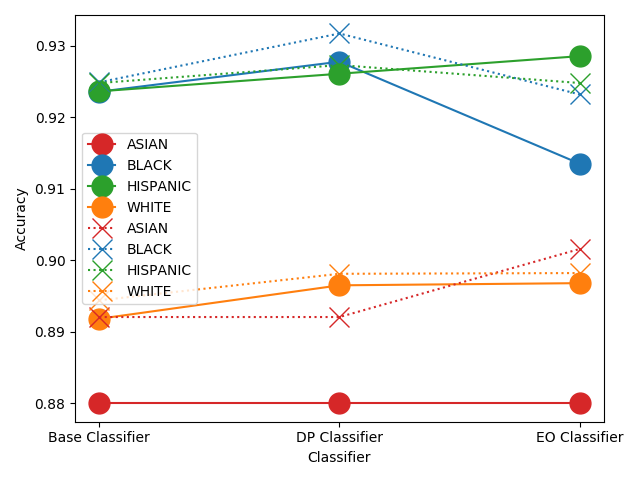 0.93
0.92
0.91
0.90
0.89
0.88
Accuracy
ASIAN
BLACK
HISPANIC
WHITE
ASIAN
BLACK
HISPANIC
WHITE
Base Classifier
DP Classifier
EO Classifier
Classifier